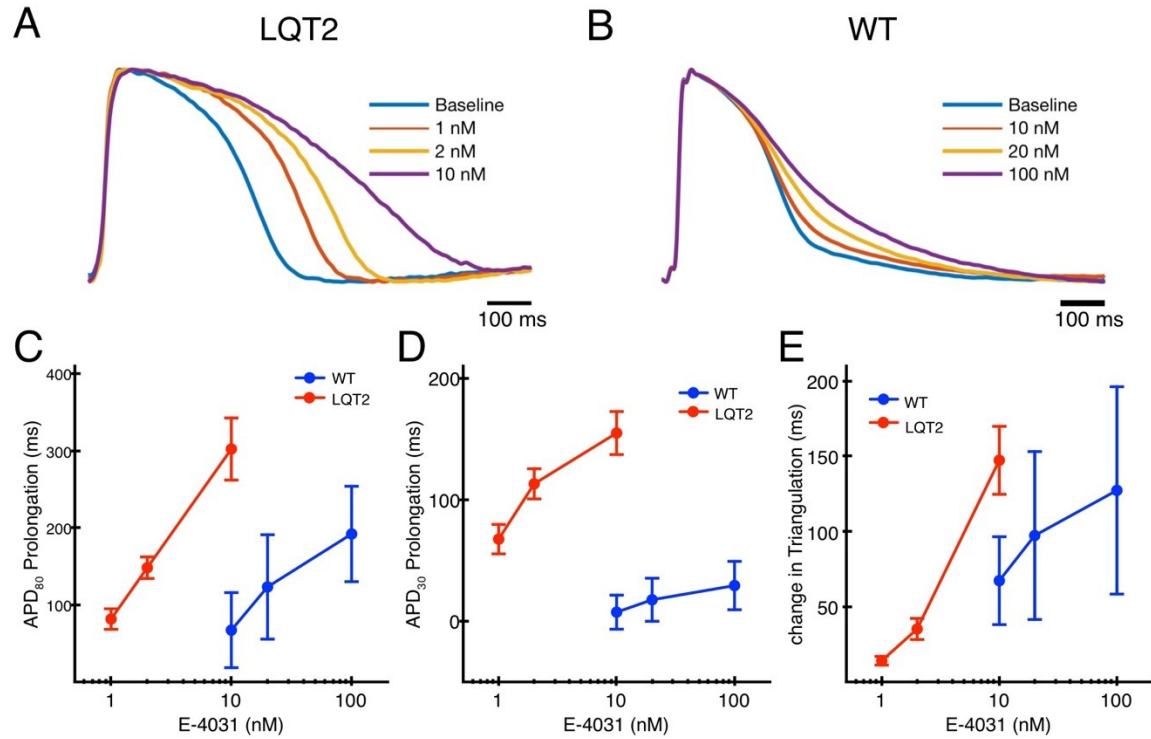 A
LQT2
Baseline
1 nM
2 nM
10 nM
100 ms
B
WT
Baseline
10 nM
20 nM
100 nM
100 ms
C
APD80 Prolongation (ms)
400
300
200
100
WT
LQT2
1
10
100
E-4031 (nM)
D
APD30 Prolongation (ms)
200
100
0
WT
LQT2
1
10
100
E-4031 (nM)
E
change in Triangulation (ms)
200
150
100
50
WT
LQT2
1
10
100
E-4031 (nM)